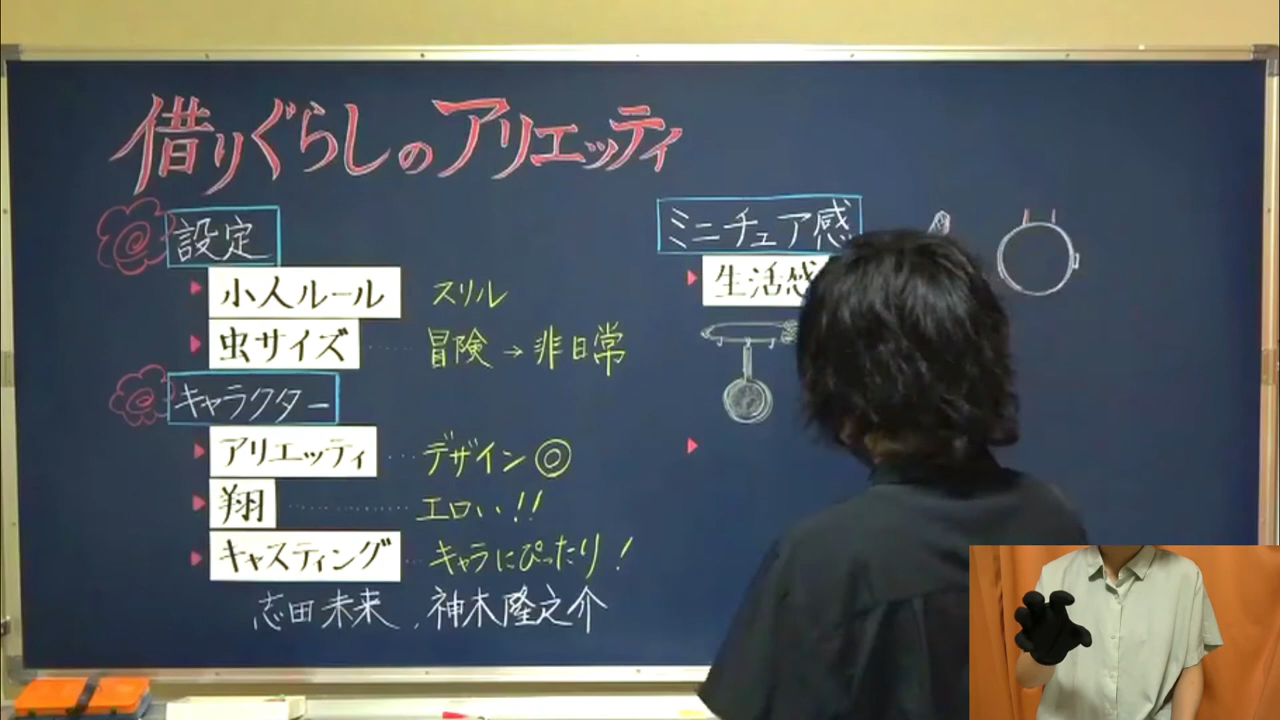 借りぐらしのアリエッティ
設定
小人ルール スリル
虫サイズ 冒険→非日常
キャラクター
アリエッティ デザイン◎
翔 エロい!!
キャスティング キャラにぴったり!
志田未来、神木隆之介
ミニチュア感
生活感